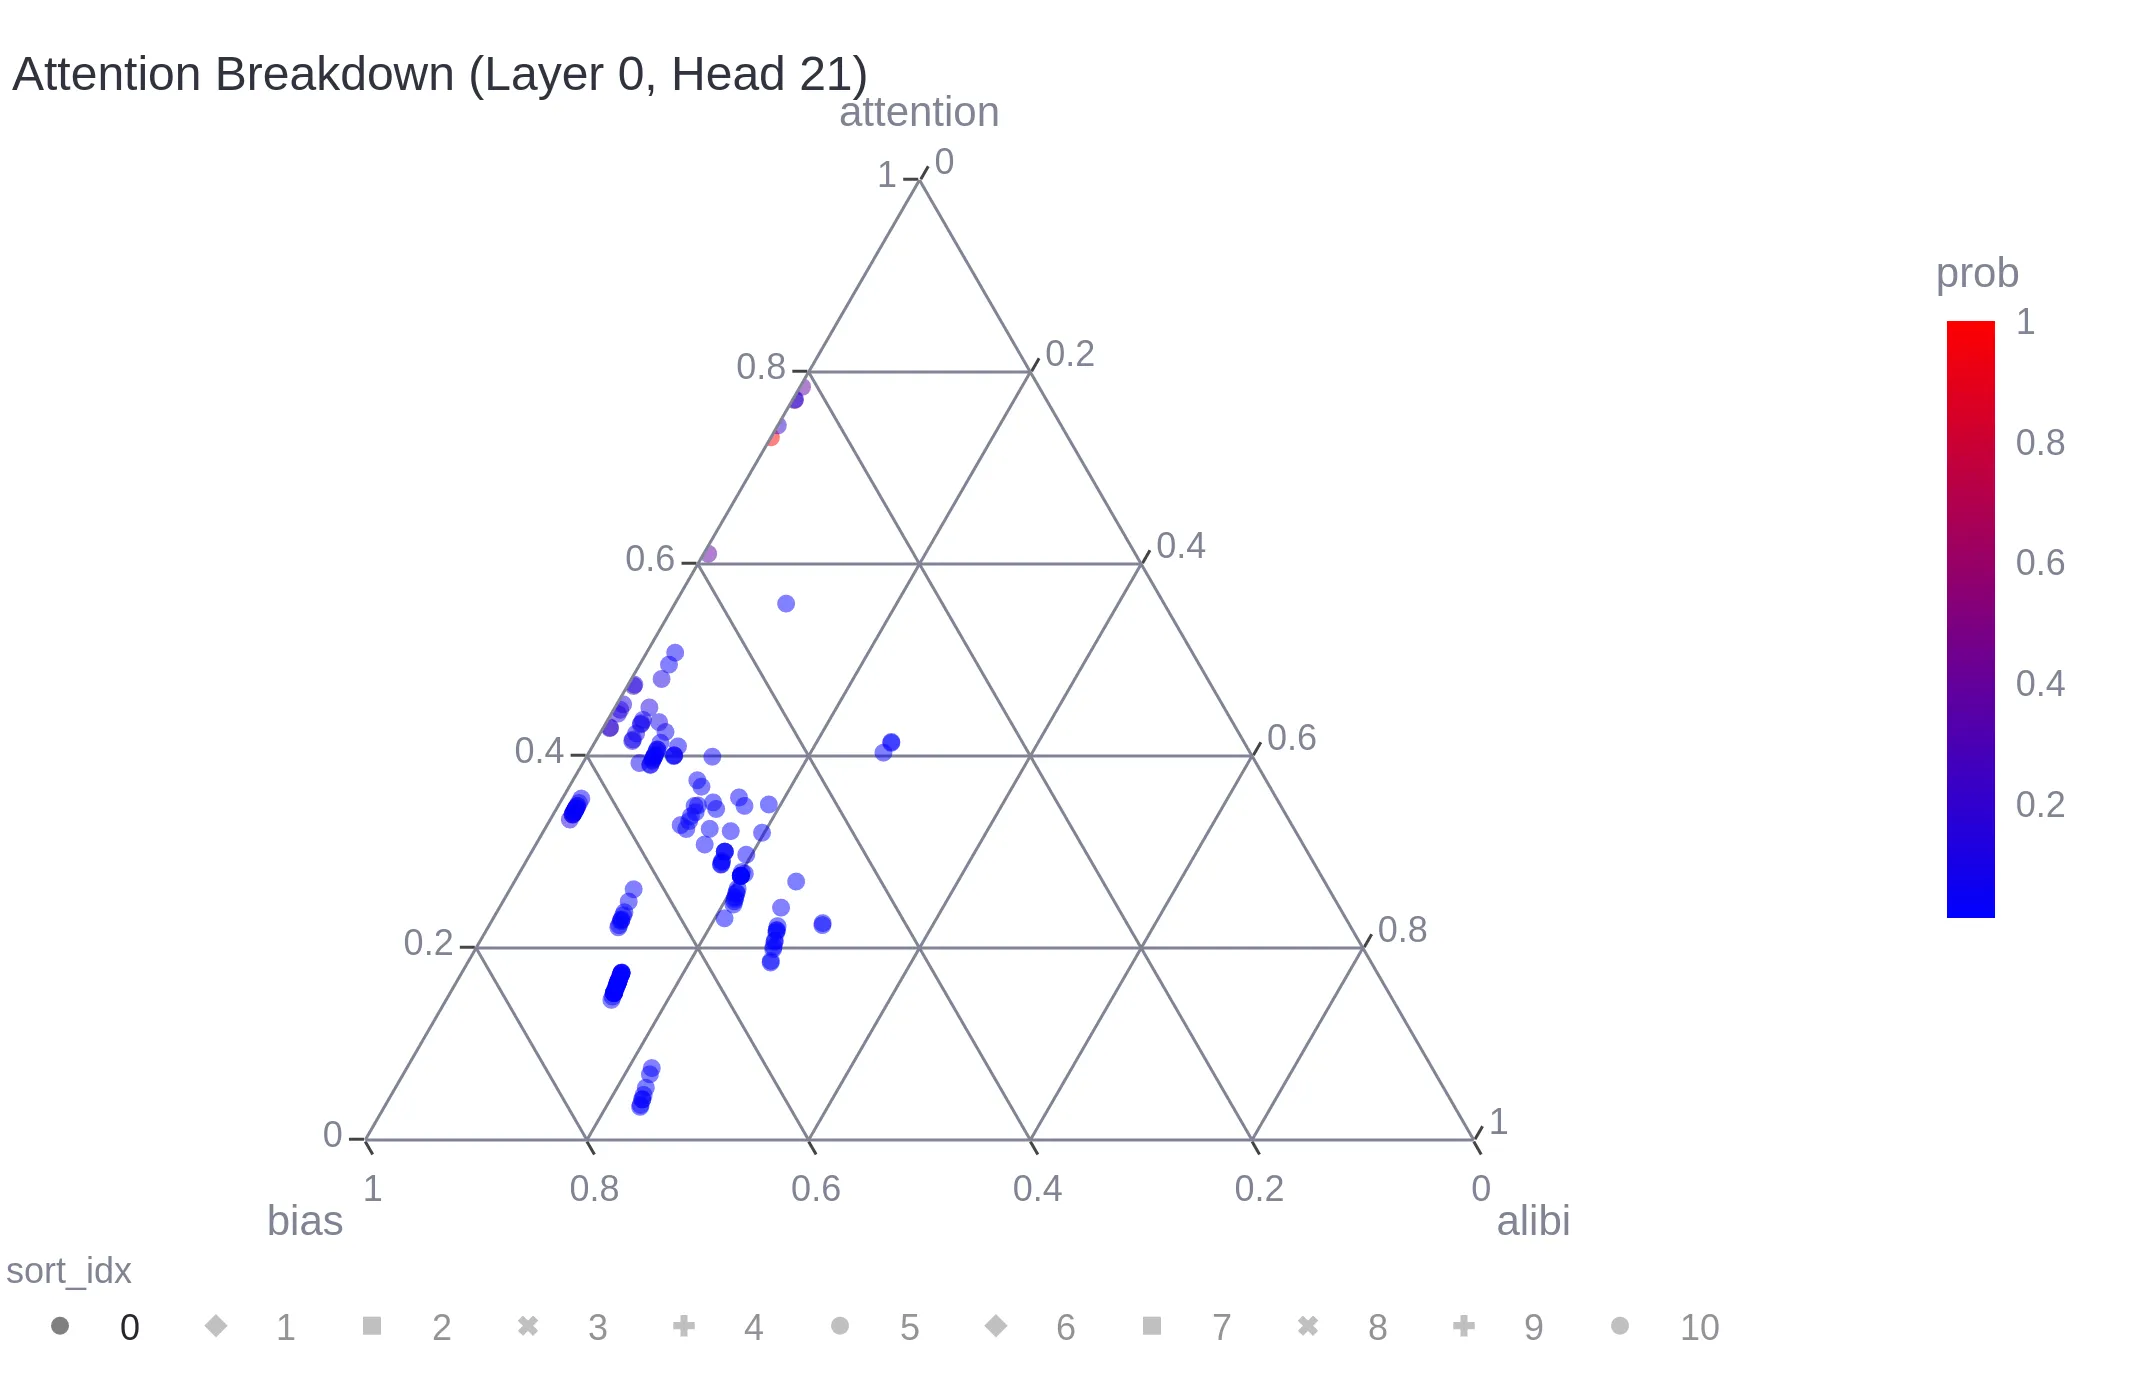 Attention Breakdown (Layer 0, Head 21)
attention
1 0
0.8 0.2
0.6 0.4
0.4 0.6
0.2 0.8
0 1
1 0.8 0.6 0.4 0.2 0
bias alibi
prob
1
0.8
0.6
0.4
0.2
sort_idx
0 1 2 3 4 5 6 7 8 9 10